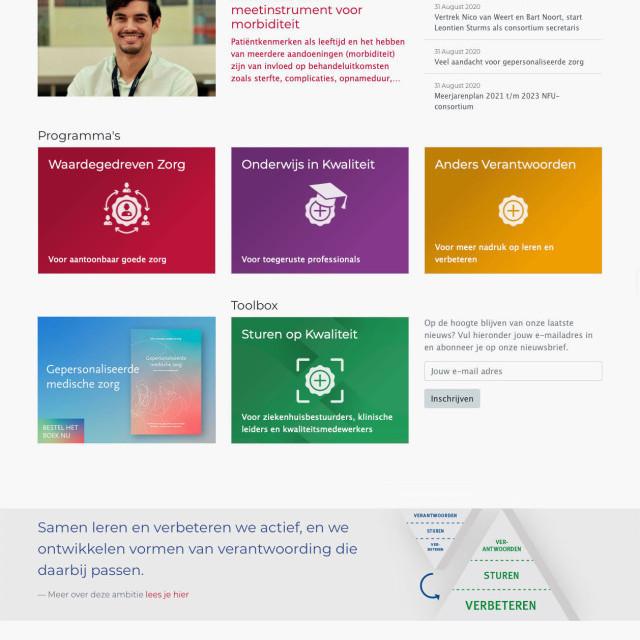 meetinstrument voor
morbiditeit
Patiëntkenmerken als leeftijd en het hebben
van meerdere aandoeningen (morbiditeit)
zijn van invloed op behandeluitkomsten
zoals sterfte, complicaties, opnameduur,...
31 August 2020
Vertrek Nico van Weert en Bart Noort, start
Leontien Sturms als consortium secretaris
31 August 2020
Veel aandacht voor gepersonaliseerde zorg
31 August 2020
Meerjarenplan 2021 t/m 2023 NFU-
consortium
Programma's
Waardegedreven Zorg
Voor aantoonbaar goede zorg
Onderwijs in Kwaliteit
Voor toegeruste professionals
Anders Verantwoorden
Voor meer nadruk op leren en
verbeteren
Gepersonaliseerde
medische zorg
Gepersonaliseerde
medische zorg
BESTEL HET
BOEK NU
Toolbox
Sturen op Kwaliteit
Voor ziekenhuisbestuurders, klinische
leiders en kwaliteitsmedewerkers
Op de hoogte blijven van onze laatste
nieuws? Vul hieronder jouw e-mailadres in
en abonneer je op onze nieuwsbrief.
Jouw e-mail adres
Inschrijven
Samen leren en verbeteren we actief, en we
ontwikkelen vormen van verantwoording die
daarbij passen.
— Meer over deze ambitie lees je hier
VERANTWOORDEN
STUREN
VER-
BETEREN
VER-
ANTWOORDEN
STUREN
VERBETEREN